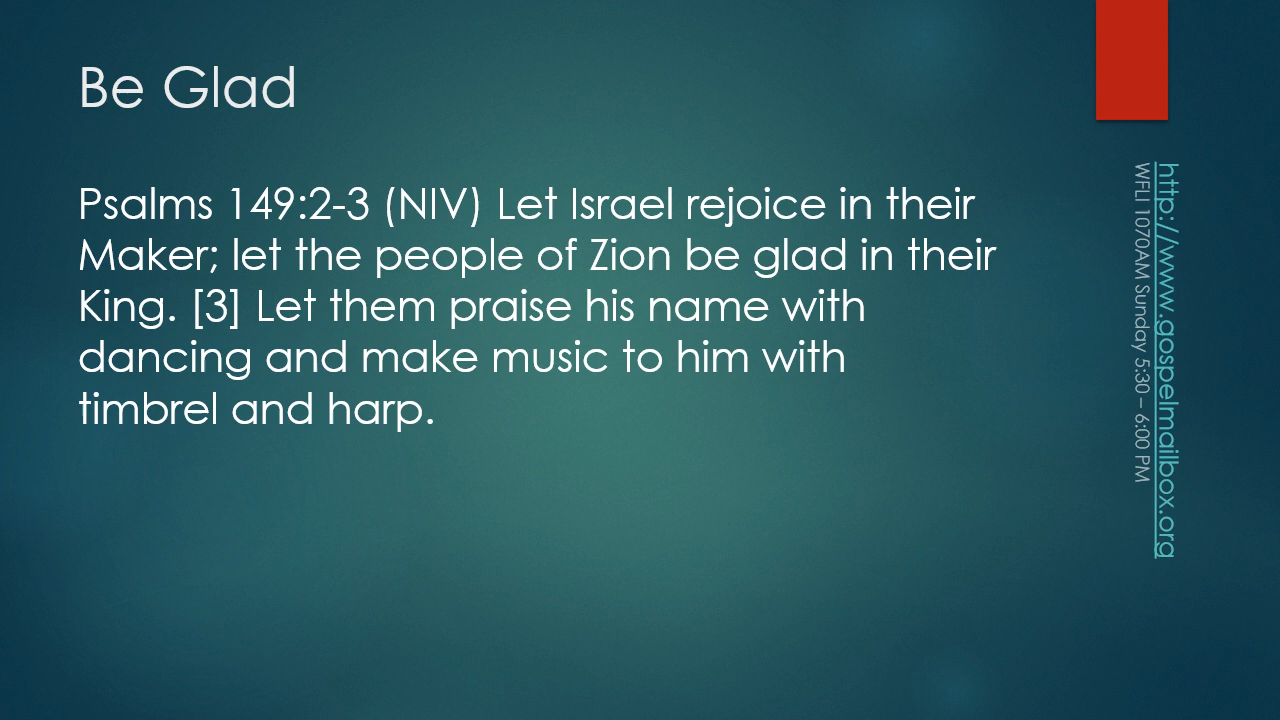 Be Glad
Psalms 149:2-3 (NIV) Let Israel rejoice in their
Maker; let the people of Zion be glad in their
King. [3] Let them praise his name with
dancing and make music to him with
timbrel and harp.
http://www.gospelmailbox.org
WFLI 1070AM Sunday 5:30 – 6:00 PM